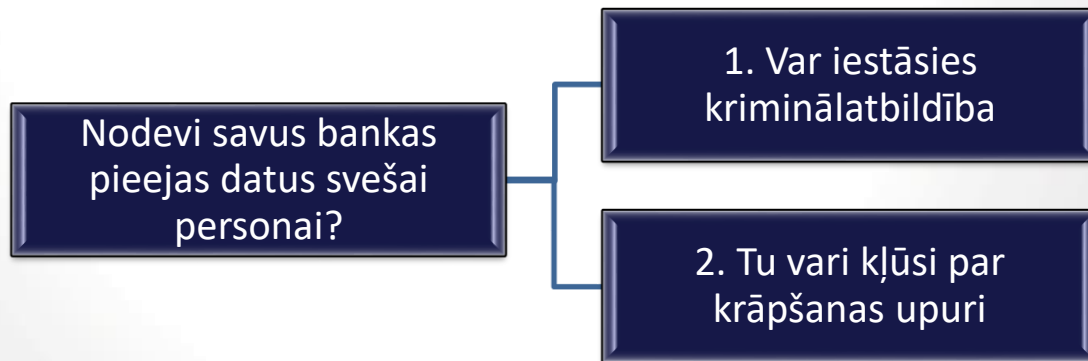 Nodevi savus bankas
pieejas datus svešai
personai?
1. Var iestāsies
kriminālatbildība
2. Tu vari kļūsi par
krāpšanas upuri